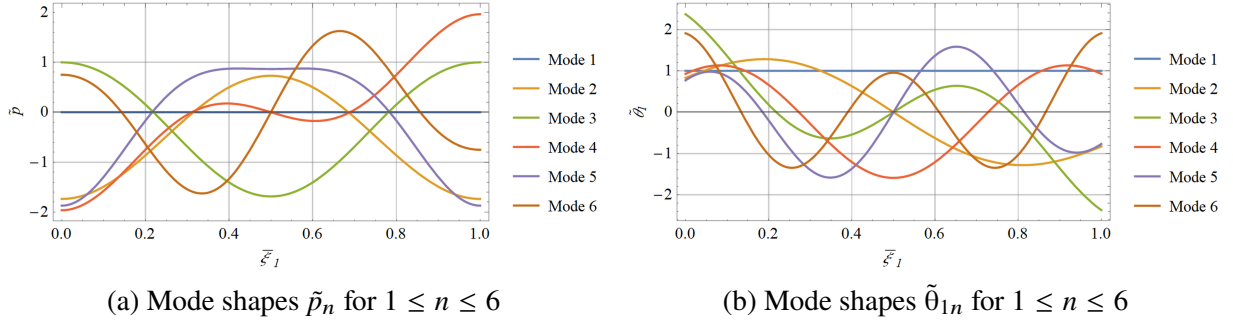 2
1
0
−1
−2
p̃
0.0 0.2 0.4 0.6 0.8 1.0
ξ̅ 1
Mode 1
Mode 2
Mode 3
Mode 4
Mode 5
Mode 6
(a) Mode shapes p̃n for 1 ≤ n ≤ 6
2
1
0
−1
−2
θ̃1
0.0 0.2 0.4 0.6 0.8 1.0
ξ̅ 1
Mode 1
Mode 2
Mode 3
Mode 4
Mode 5
Mode 6
(b) Mode shapes θ̃1n for 1 ≤ n ≤ 6